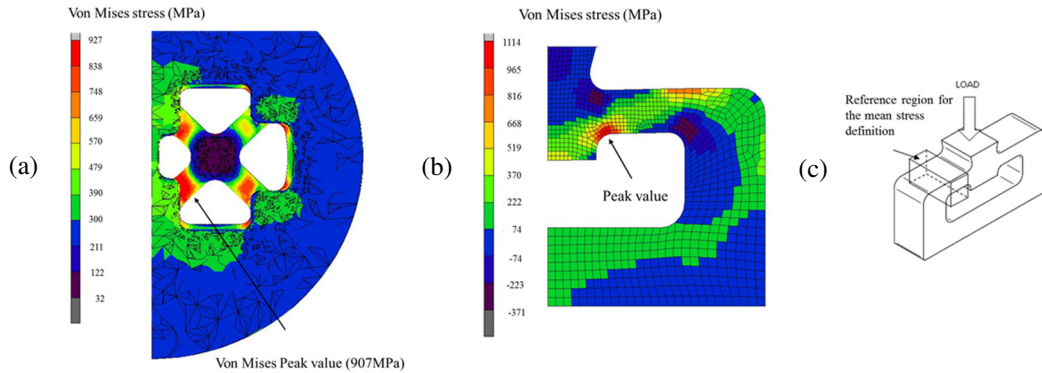 Von Mises stress (MPa)
927
838
748
659
570
479
390
300
211
122
32
(a)
Von Mises Peak value (907MPa)
Von Mises stress (MPa)
1114
965
816
668
519
370
222
74
-74
-223
-371
(b)
Peak value
(c)
LOAD
Reference region for
the mean stress
definition